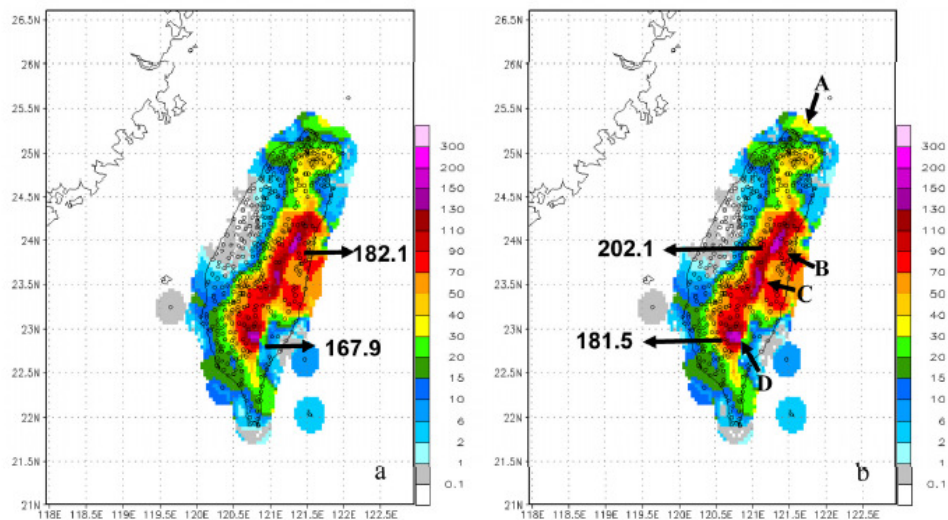 26.5N
26N
25.5N
25N
24.5N
24N
23.5N
23N
22.5N
22N
21.5N
21N
118E 118.5E 119E 119.5E 120E 120.5E 121E 121.5E 122E 122.5E
182.1
167.9
a
300
200
150
130
90
70
50
40
30
20
15
10
6
2
1
0.1
26.5N
26N
25.5N
25N
24.5N
24N
23.5N
23N
22.5N
22N
21.5N
21N
118E 118.5E 119E 119.5E 120E 120.5E 121E 121.5E 122E 122.5E
A
202.1
B
C
181.5
D
b
300
200
150
130
90
70
50
40
30
20
15
10
6
2
1
0.1